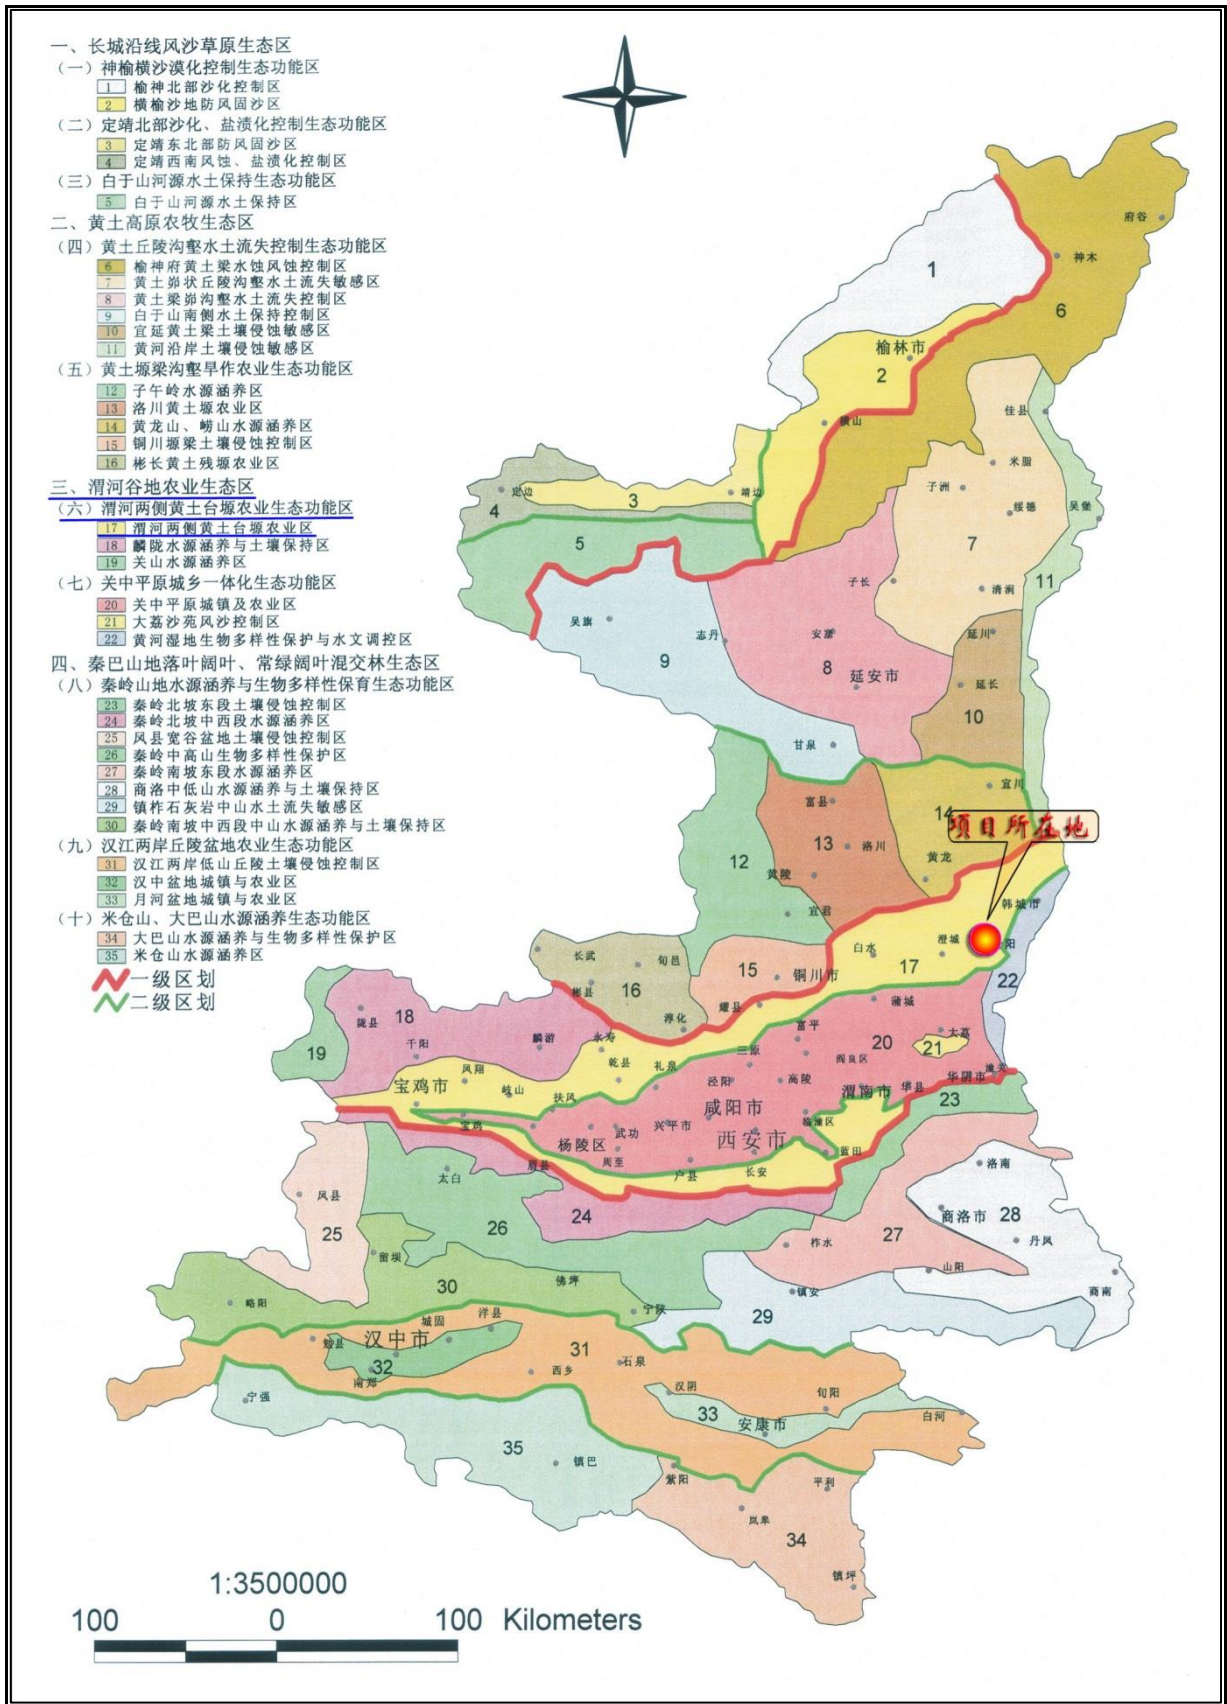 一、长城沿线风沙草原生态区
（一）神榆横沙漠化控制生态功能区
1 榆神北部沙化控制区
2 横榆沙地防风固沙区
（二）定靖北部沙化、盐渍化控制生态功能区
3 定靖东北部防风固沙区
4 定靖西南风蚀、盐渍化控制区
（三）白于山河源水土保持生态功能区
5 白于山河源水土保持区
二、黄土高原农牧生态区
（四）黄土丘陵沟壑水土流失控制生态功能区
6 榆神府黄土梁水蚀风蚀控制区
7 黄土峁状丘陵沟壑水土流失敏感区
8 黄土梁峁沟壑水土流失控制区
9 白于山南侧水土保持控制区
10 宜延黄土梁土壤侵蚀敏感区
11 黄河沿岸土壤侵蚀敏感区
（五）黄土塬梁沟壑旱作农业生态功能区
12 子午岭水源涵养区
13 洛川黄土塬农业区
14 黄龙山、崂山水源涵养区
15 铜川塬梁土壤侵蚀控制区
16 彬长黄土残塬农业区
三、渭河谷地农业生态区
（六）渭河两侧黄土台塬农业生态功能区
17 渭河两侧黄土台塬农业区
18 麟陇水源涵养与土壤保持区
19 关山水源涵养区
（七）关中平原城乡一体化生态功能区
20 关中平原城镇及农业区
21 大荔沙苑风沙控制区
22 黄河湿地生物多样性保护与水文调控区
四、秦巴山地落叶阔叶、常绿阔叶混交林生态区
（八）秦岭山地水源涵养与生物多样性保育生态功能区
23 秦岭北坡东段土壤侵蚀控制区
24 秦岭北坡中西段水源涵养区
25 凤县宽谷盆地土壤侵蚀控制区
26 秦岭中高山生物多样性保护区
27 秦岭南坡东段水源涵养区
28 商洛中低山水源涵养与土壤保持区
29 镇柞石灰岩中山水土流失敏感区
30 秦岭南坡中西段中山水源涵养与土壤保持区
（九）汉江两岸丘陵盆地农业生态功能区
31 汉江两岸低山丘陵土壤侵蚀控制区
32 汉中盆地城镇与农业区
33 月河盆地城镇与农业区
（十）米仓山、大巴山水源涵养生态功能区
34 大巴山水源涵养与生物多样性保护区
35 米仓山水源涵养区
一级区划
二级区划
府谷
神木
1
6
榆林市
2
横山
佳县
米脂
子洲
定边
3
靖边
4
绥德
吴堡
5
7
子长
清涧
11
吴旗
志丹
安塞
延川
9
8
延安市
延长
10
甘泉
宜川
富县
14
项目所在地
13
洛川
12
黄龙
黄陵
宜君
韩城市
白水
澄城
阳
长武
旬邑
15
铜川市
17
22
彬县
16
耀县
蒲城
陇县
18
淳化
富平
大荔
千阳
麟游
永寿
三原
20
21
19
乾县
礼泉
阎良区
凤翔
泾阳
高陵
华阴市
潼关
宝鸡市
岐山
渭南市
华县
扶风
咸阳市
23
宝鸡
武功
兴平市
临潼区
杨陵区
西安市
眉县
周至
蓝田
太白
户县
长安
洛南
凤县
24
商洛市
28
25
26
27
丹凤
柞水
留坝
山阳
30
佛坪
镇安
商南
略阳
宁陕
29
城固
洋县
勉县
汉中市
31
32
西乡
石泉
南郑
汉阴
旬阳
宁强
33
安康市
白河
35
镇巴
紫阳
平利
岚皋
34
镇坪
1:3500000
100 0 100 Kilometers